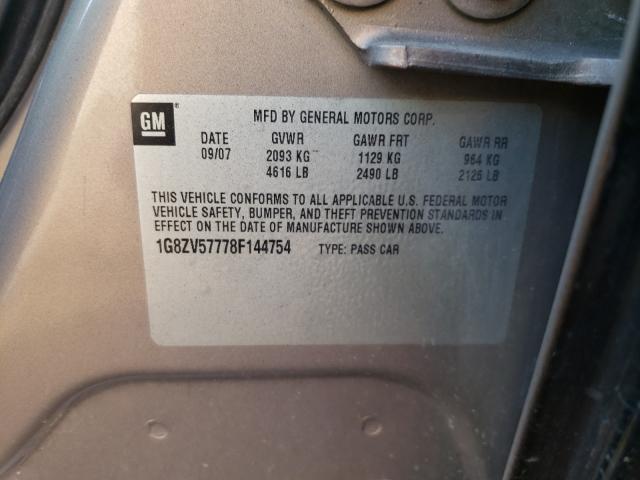 GM MFD BY GENERAL MOTORS CORP.
DATE GVWR GAWR FRT GAWR RR
09/07 2093 KG 1129 KG 964 KG
4616 LB 2490 LB 2126 LB
THIS VEHICLE CONFORMS TO ALL APPLICABLE U.S. FEDERAL MOTOR
VEHICLE SAFETY, BUMPER, AND THEFT PREVENTION STANDARDS IN
EFFECT ON THE DATE OF MANUFACTURE SHOWN ABOVE.
1G8ZV57778F144754 TYPE: PASS CAR